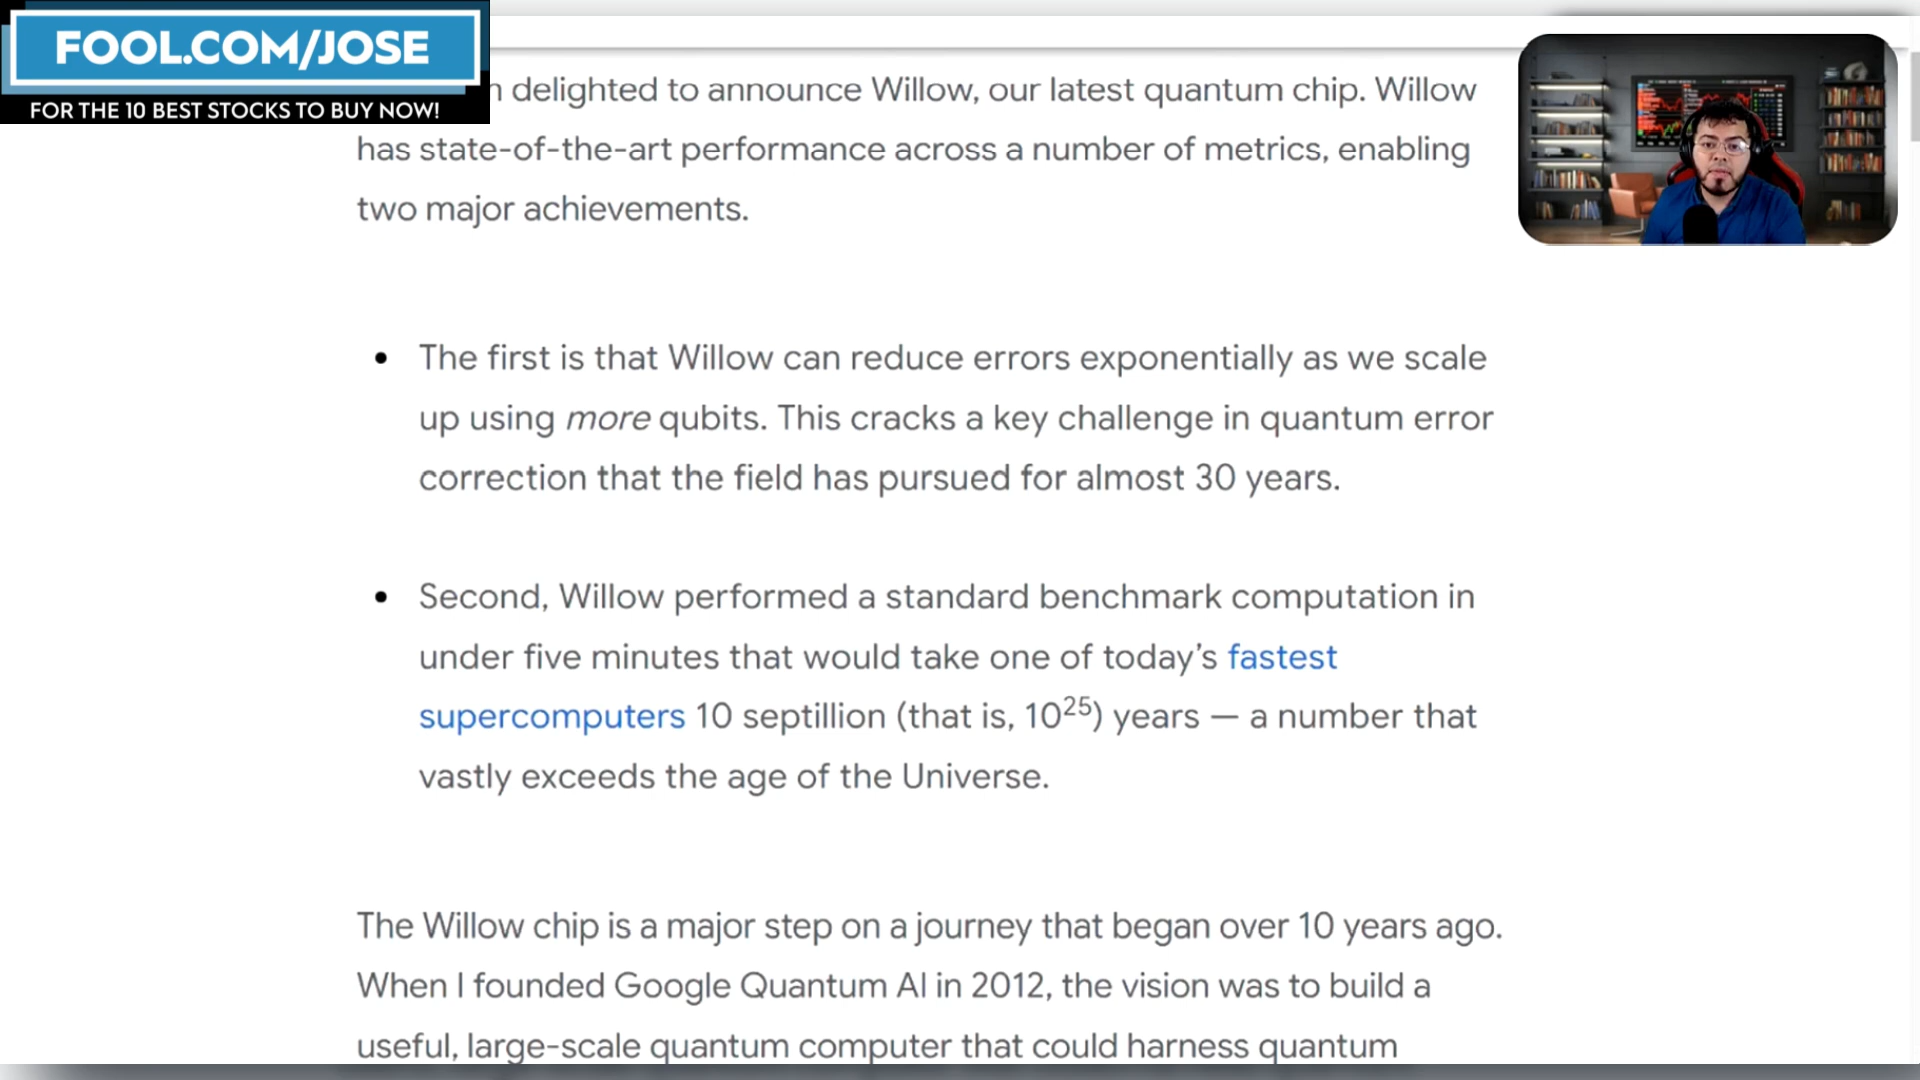 FOOL.COM/JOSE
FOR THE 10 BEST STOCKS TO BUY NOW!
delighted to announce Willow, our latest quantum chip. Willow
has state-of-the-art performance across a number of metrics, enabling
two major achievements.
• The first is that Willow can reduce errors exponentially as we scale
up using more qubits. This cracks a key challenge in quantum error
correction that the field has pursued for almost 30 years.
• Second, Willow performed a standard benchmark computation in
under five minutes that would take one of today’s fastest
supercomputers 10 septillion (that is, 10²⁵) years — a number that
vastly exceeds the age of the Universe.
The Willow chip is a major step on a journey that began over 10 years ago.
When I founded Google Quantum AI in 2012, the vision was to build a
useful, large-scale quantum computer that could harness quantum